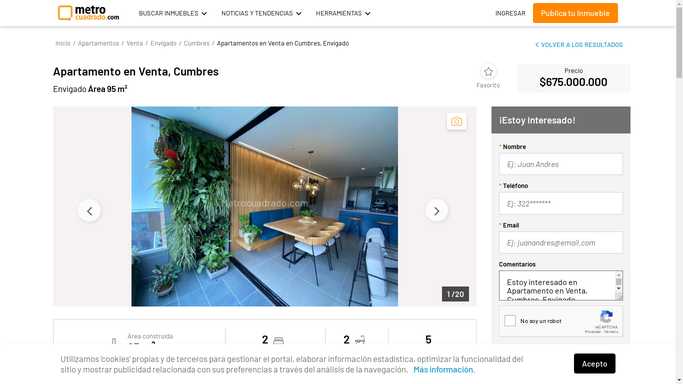 metro
cuadrado.com
BUSCAR INMUEBLES
NOTICIAS Y TENDENCIAS
HERRAMIENTAS
INGRESAR
Publica tu Inmueble
Inicio / Apartamentos / Venta / Envigado / Cumbres / Apartamentos en Venta en Cumbres, Envigado
VOLVER A LOS RESULTADOS
Apartamento en Venta, Cumbres
Envigado Área 95 m²
Favorito
Precio
$675.000.000
metrocuadrado.com
1 / 20
¡Estoy Interesado!
* Nombre
Ej: Juan Andres
* Teléfono
Ej: 322*******
* Email
Ej: juanandres@email.com
Comentarios
Estoy interesado en
Apartamento en Venta,
Cumbres, Envigado
No soy un robot
reCAPTCHA
Privacidad - Términos
Área construida
2
2
5
Utilizamos 'cookies' propias y de terceros para gestionar el portal, elaborar información estadística, optimizar la funcionalidad del
sitio y mostrar publicidad relacionada con sus preferencias a través del análisis de la navegación. Más información.
Acepto